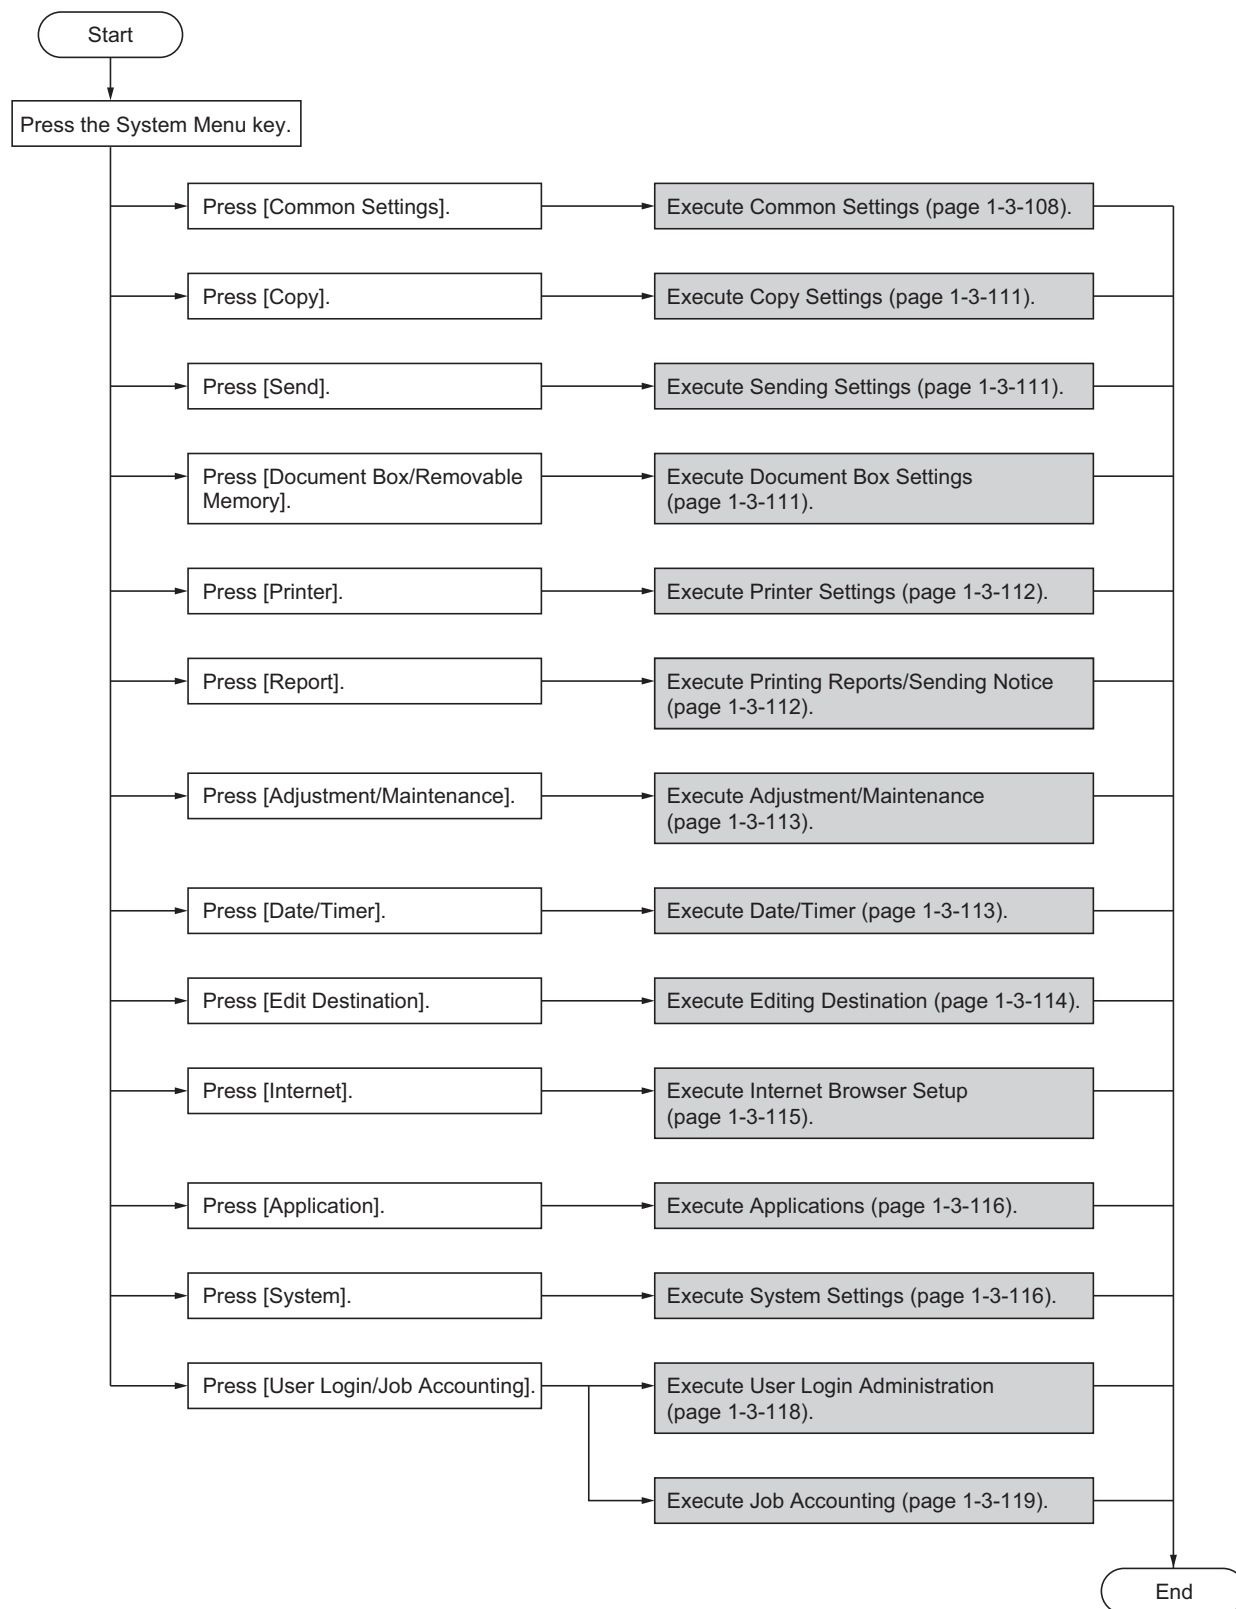 Start
Press the System Menu key.
Press [Common Settings].
Execute Common Settings (page 1-3-108).
Press [Copy].
Execute Copy Settings (page 1-3-111).
Press [Send].
Execute Sending Settings (page 1-3-111).
Press [Document Box/Removable
Memory].
Execute Document Box Settings
(page 1-3-111).
Press [Printer].
Execute Printer Settings (page 1-3-112).
Press [Report].
Execute Printing Reports/Sending Notice
(page 1-3-112).
Press [Adjustment/Maintenance].
Execute Adjustment/Maintenance
(page 1-3-113).
Press [Date/Timer].
Execute Date/Timer (page 1-3-113).
Press [Edit Destination].
Execute Editing Destination (page 1-3-114).
Press [Internet].
Execute Internet Browser Setup
(page 1-3-115).
Press [Application].
Execute Applications (page 1-3-116).
Press [System].
Execute System Settings (page 1-3-116).
Press [User Login/Job Accounting].
Execute User Login Administration
(page 1-3-118).
Execute Job Accounting (page 1-3-119).
End